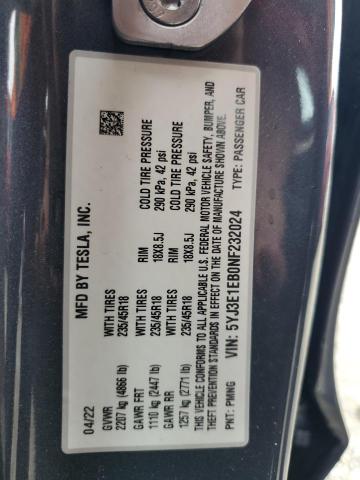 MFD BY TESLA, INC.
04/22
GVWR
2207 kg (4866 lb)
GAWR FRT WITH TIRES RIM COLD TIRE PRESSURE
1110 kg (2447 lb) 235/45R18 18X8.5J 290 kPa, 42 psi
GAWR RR WITH TIRES RIM COLD TIRE PRESSURE
1257 kg (2771 lb) 235/45R18 18X8.5J 290 kPa, 42 psi
THIS VEHICLE CONFORMS TO ALL APPLICABLE U.S. FEDERAL MOTOR VEHICLE SAFETY, BUMPER, AND
THEFT PREVENTION STANDARDS IN EFFECT ON THE DATE OF MANUFACTURE SHOWN ABOVE.
VIN: 5YJ3E1EB0NF232024 TYPE: PASSENGER CAR
PNT: PMNG